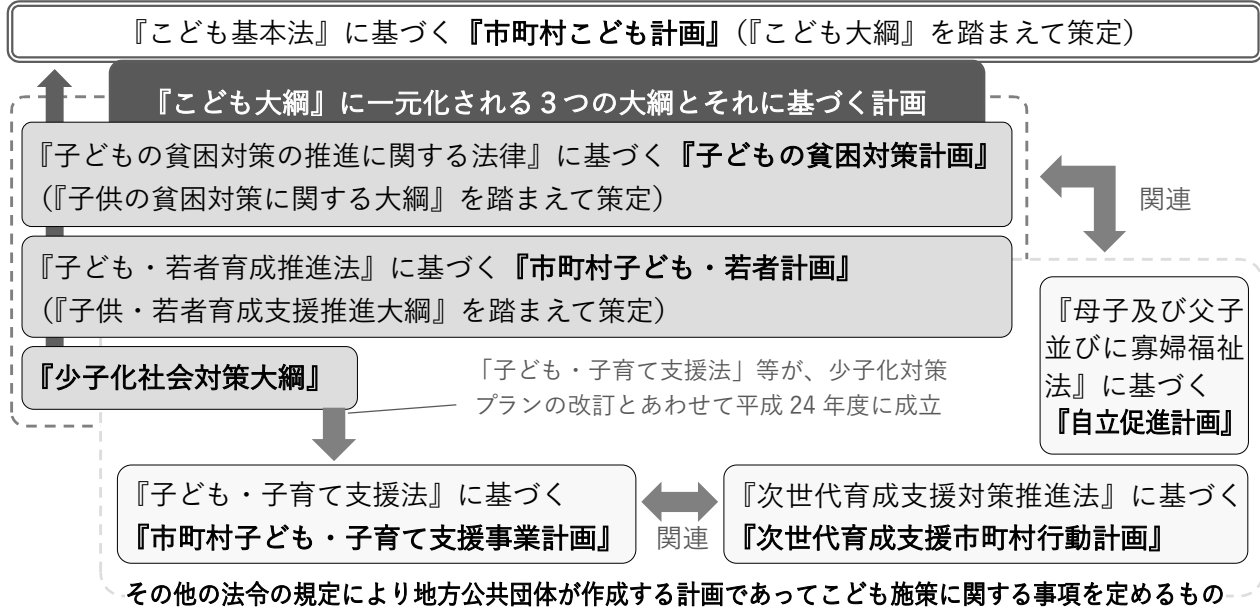 『こども基本法』に基づく『市町村こども計画』（『こども大綱』を踏まえて策定）
『こども大綱』に一元化される３つの大綱とそれに基づく計画
『子どもの貧困対策の推進に関する法律』に基づく『子どもの貧困対策計画』
（『子供の貧困対策に関する大綱』を踏まえて策定）
関連
『子ども・若者育成推進法』に基づく『市町村子ども・若者計画』
（『子供・若者育成支援推進大綱』を踏まえて策定）
『母子及び父子
並びに寡婦福祉
法』に基づく
『自立促進計画』
『少子化社会対策大綱』
「子ども・子育て支援法」等が、少子化対策
プランの改訂とあわせて平成 24 年度に成立
『子ども・子育て支援法』に基づく
『市町村子ども・子育て支援事業計画』
関連
『次世代育成支援対策推進法』に基づく
『次世代育成支援市町村行動計画』
その他の法令の規定により地方公共団体が作成する計画であってこども施策に関する事項を定めるもの